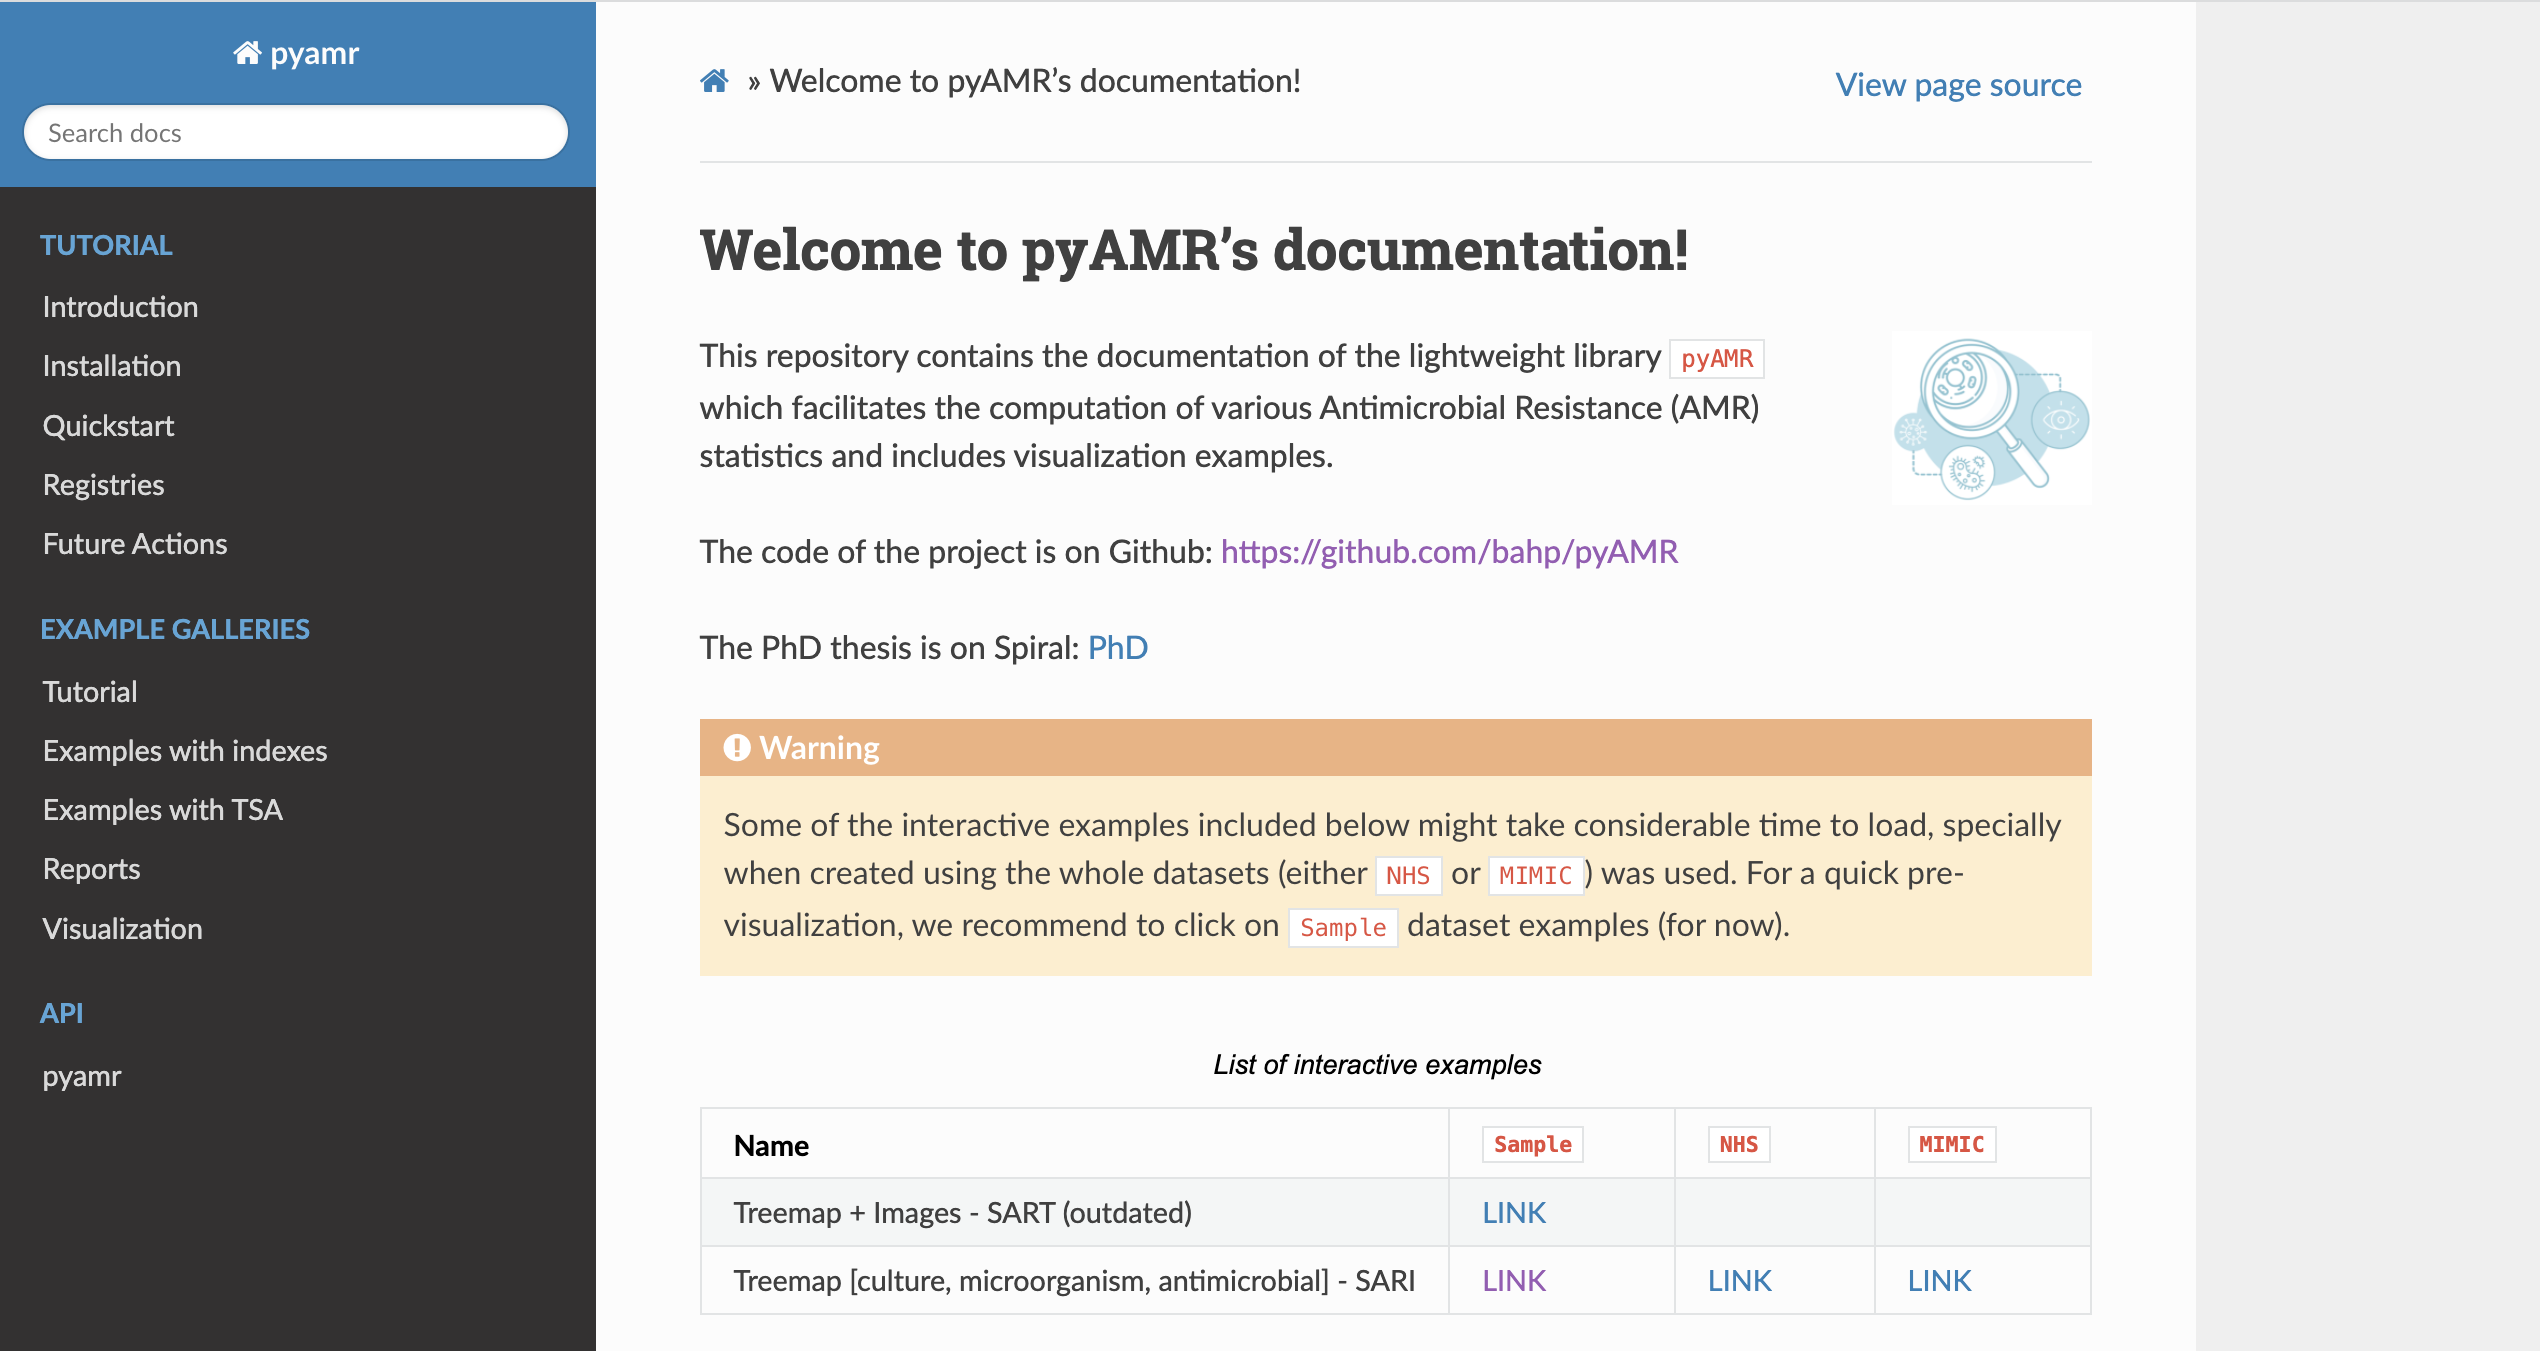 pyamr
Search docs
TUTORIAL
Introduction
Installation
Quickstart
Registries
Future Actions
EXAMPLE GALLERIES
Tutorial
Examples with indexes
Examples with TSA
Reports
Visualization
API
pyamr
» Welcome to pyAMR’s documentation!
View page source
Welcome to pyAMR’s documentation!
This repository contains the documentation of the lightweight library pyAMR
which facilitates the computation of various Antimicrobial Resistance (AMR)
statistics and includes visualization examples.
The code of the project is on Github: https://github.com/bahp/pyAMR
The PhD thesis is on Spiral: PhD
Warning
Some of the interactive examples included below might take considerable time to load, specially
when created using the whole datasets (either NHS or MIMIC) was used. For a quick pre-
visualization, we recommend to click on Sample dataset examples (for now).
List of interactive examples
Name Sample NHS MIMIC
Treemap + Images - SART (outdated) LINK
Treemap [culture, microorganism, antimicrobial] - SARI LINK LINK LINK